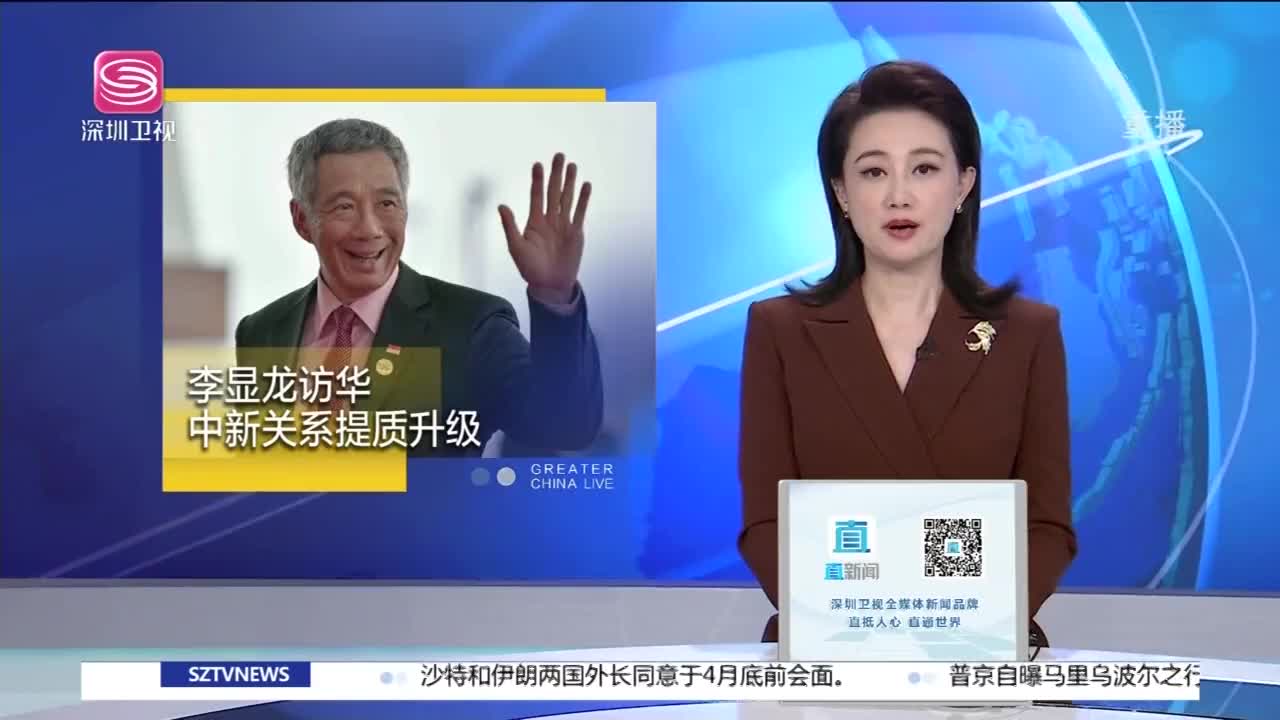 深圳卫视
重播
李显龙访华
中新关系提质升级
GREATER
CHINA LIVE
直
直新闻
深圳卫视全媒体新闻品牌
直抵人心 直通世界
SZTVNEWS
沙特和伊朗两国外长同意于4月底前会面。
普京自曝马里乌波尔之行